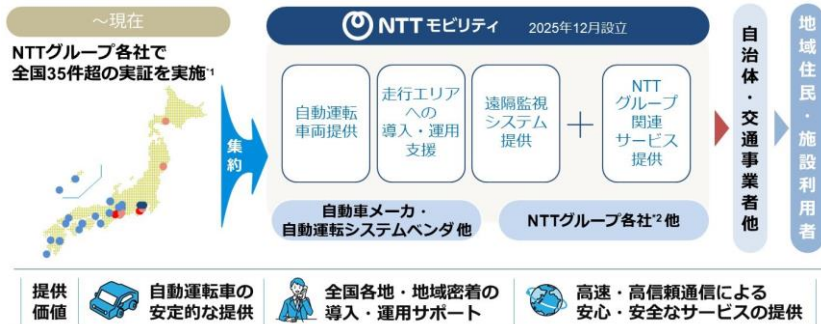 ～現在
NTTグループ各社で
全国35件超の実証を実施*1
集約
NTTモビリティ 2025年12月設立
自動運転
車両提供
走行エリア
への
導入・運用
支援
遠隔監視
システム
提供
＋
NTT
グループ
関連
サービス
提供
自動車メーカ・
自動運転システムベンダ他
NTTグループ各社*2他
自治体・交通事業者他
地域住民・施設利用者
提供
価値
自動運転車の
安定的な提供
全国各地・地域密着の
導入・運用サポート
高速・高信頼通信による
安心・安全なサービスの提供